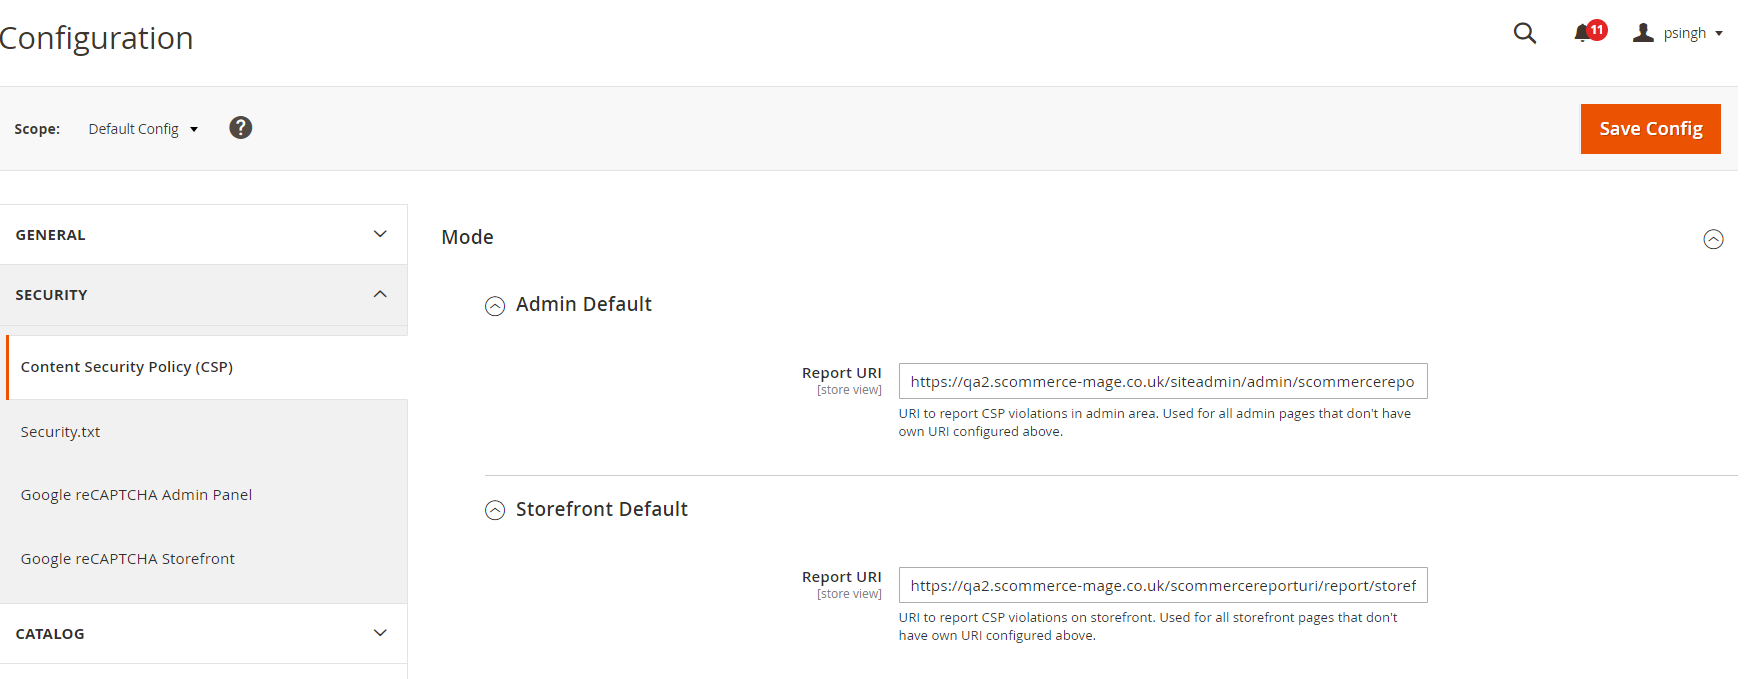 Configuration
11
psingh
Scope:
Default Config
?
Save Config
GENERAL
SECURITY
Content Security Policy (CSP)
Security.txt
Google reCAPTCHA Admin Panel
Google reCAPTCHA Storefront
CATALOG
Mode
Admin Default
Report URI
[store view]
https://qa2.scommerce-mage.co.uk/siteadmin/admin/scommercerepo
URI to report CSP violations in admin area. Used for all admin pages that don't have
own URI configured above.
Storefront Default
Report URI
[store view]
https://qa2.scommerce-mage.co.uk/scommercereporturi/report/storef
URI to report CSP violations on storefront. Used for all storefront pages that don't
have own URI configured above.